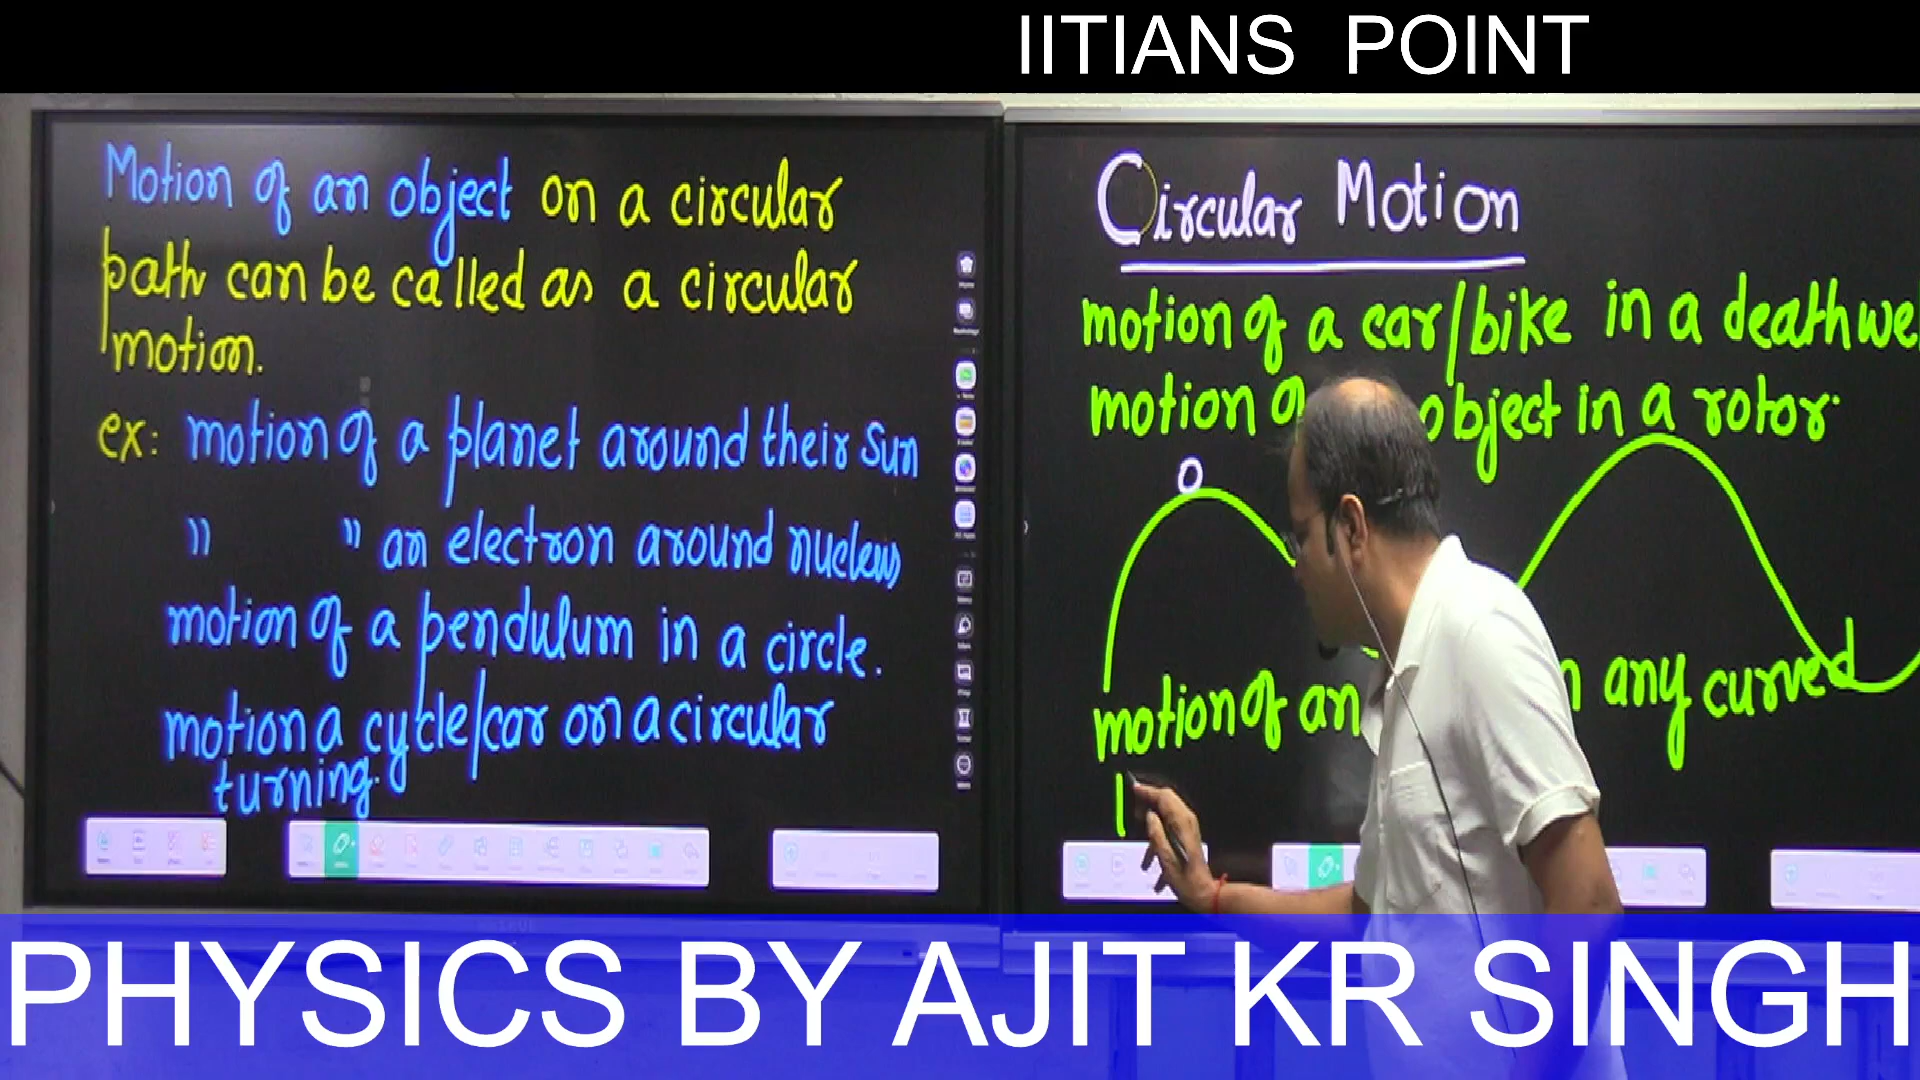 IITIANS POINT
Motion of an object on a circular
path can be called as a circular
motion.
ex: motion of a planet around their sun
" " an electron around nucleus
motion of a pendulum in a circle.
motion a cycle/car on a circular
turning.
Circular Motion
motion of a car/bike in a death we
motion o object in a rotor.
motion of an any curved
PHYSICS BY AJIT KR SINGH